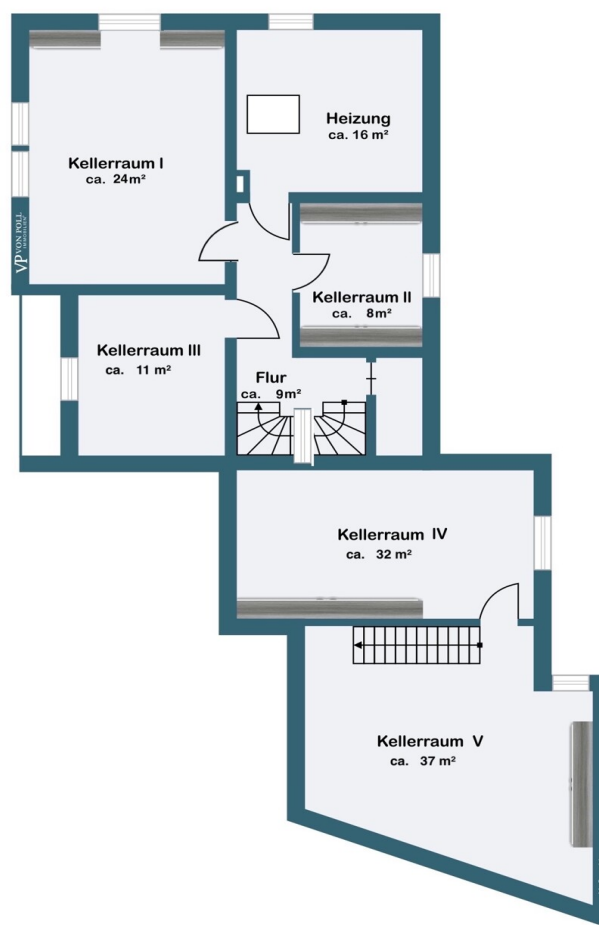 Heizung
ca. 16 m²
Kellerraum I
ca. 24m²
VP VON POLL
IMMOBILIEN
Kellerraum II
ca. 8m²
Kellerraum III
ca. 11 m²
Flur
ca. 9m²
Kellerraum IV
ca. 32 m²
Kellerraum V
ca. 37 m²